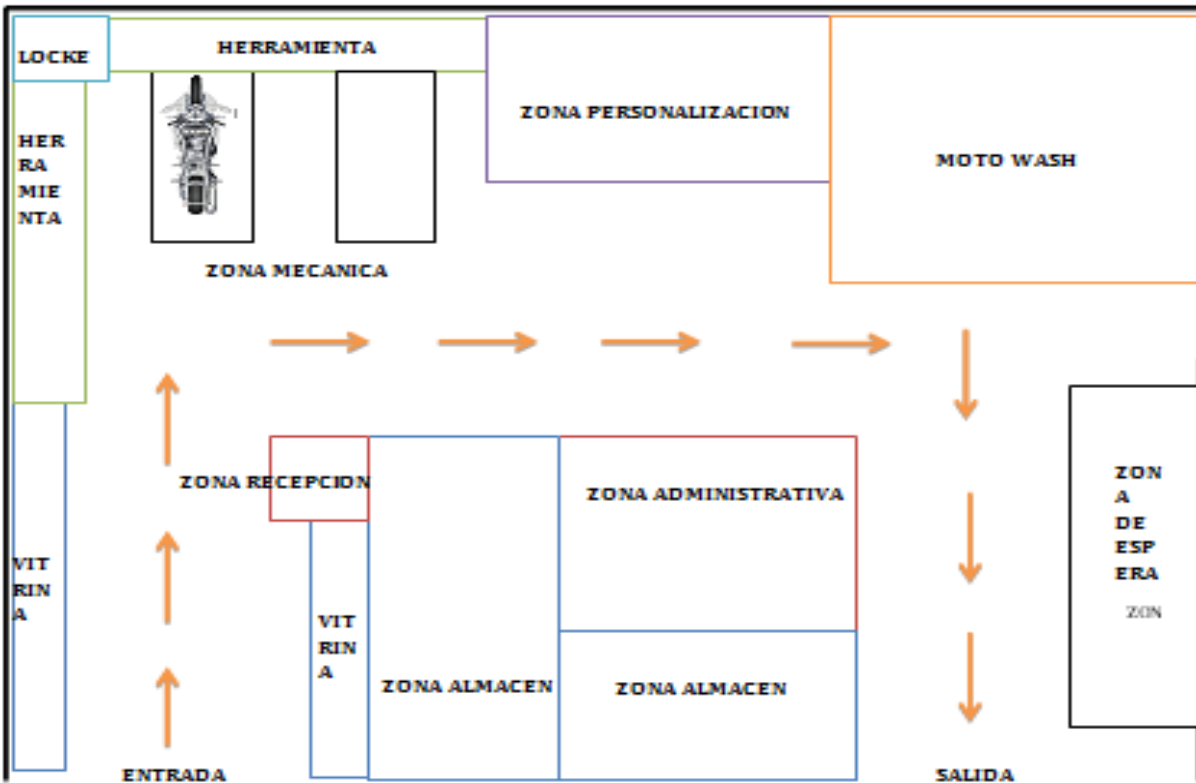 LOCKE
HERRAMIENTA
HER
RA
MIE
NTA
ZONA PERSONALIZACION
MOTO WASH
ZONA MECANICA
ZONA RECEPCION
ZONA ADMINISTRATIVA
ZON
A
DE
ESP
ERA
ZON
VIT
RIN
A
VIT
RIN
A
ZONA ALMACEN
ZONA ALMACEN
ENTRADA
SALIDA